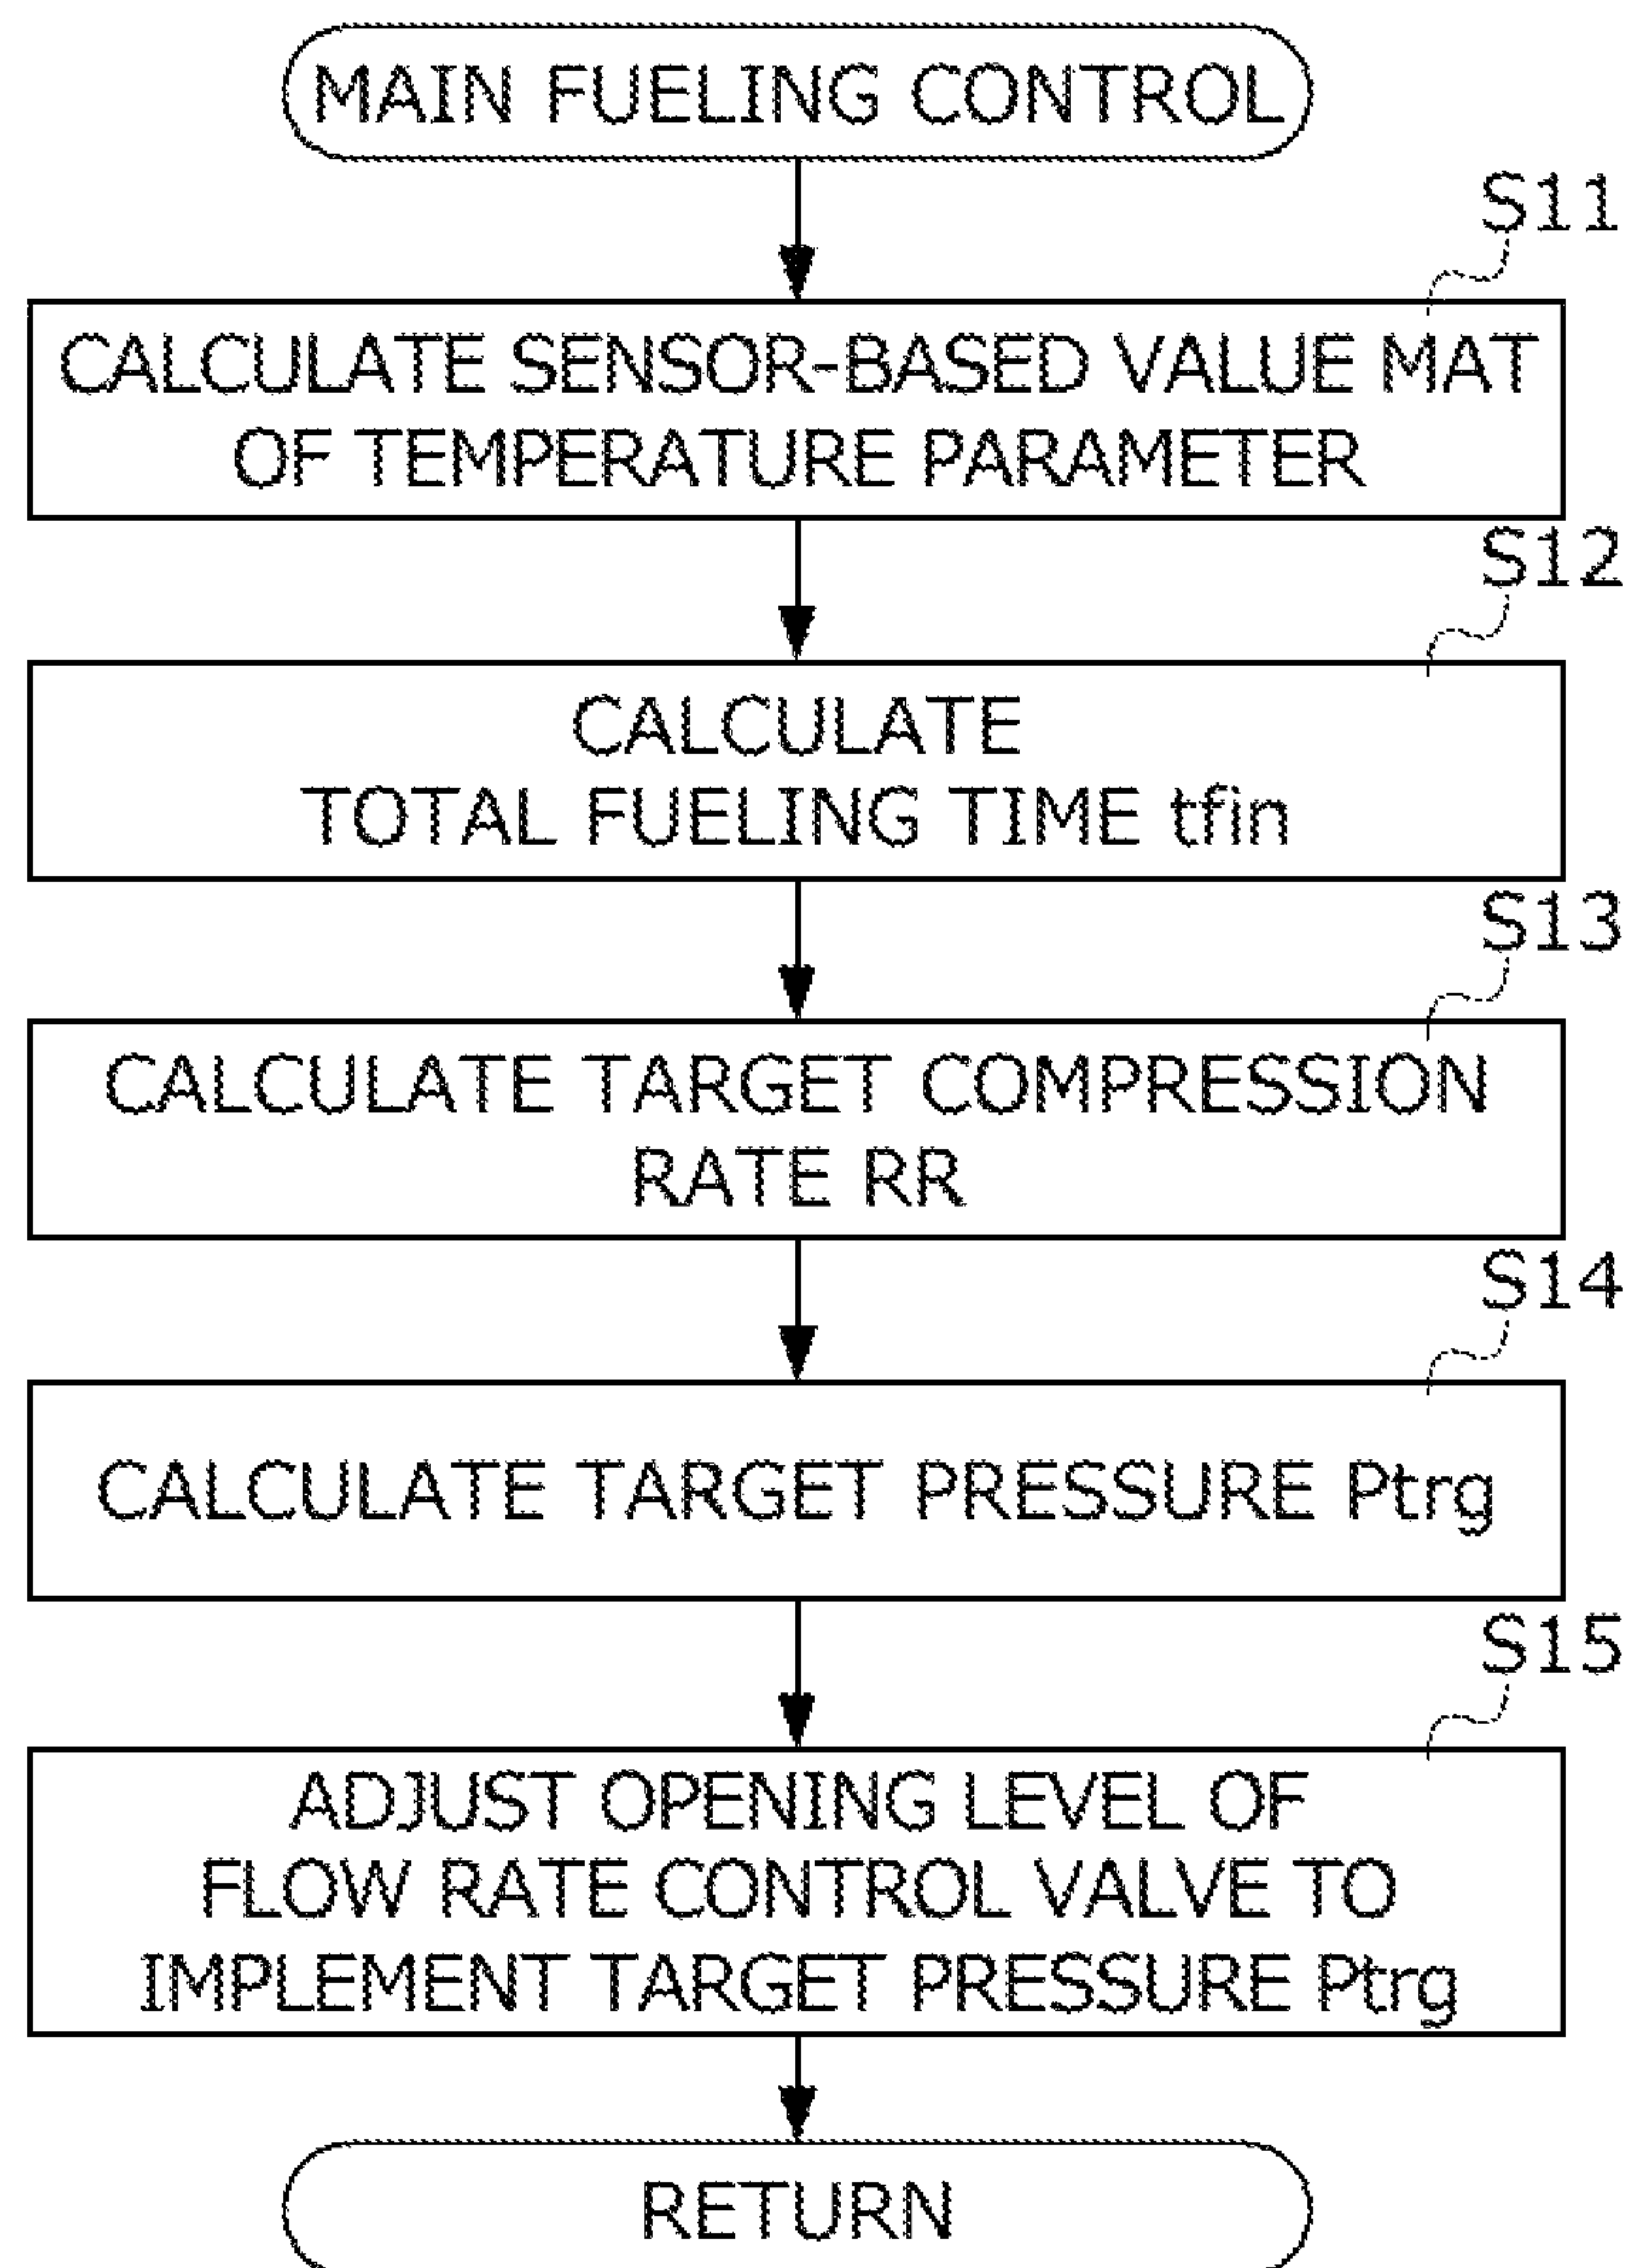 MAIN FUELING CONTROL
S11
CALCULATE SENSOR-BASED VALUE MAT
OF TEMPERATURE PARAMETER
S12
CALCULATE
TOTAL FUELING TIME tfin
S13
CALCULATE TARGET COMPRESSION
RATE RR
S14
CALCULATE TARGET PRESSURE Ptrg
S15
ADJUST OPENING LEVEL OF
FLOW RATE CONTROL VALVE TO
IMPLEMENT TARGET PRESSURE Ptrg
RETURN